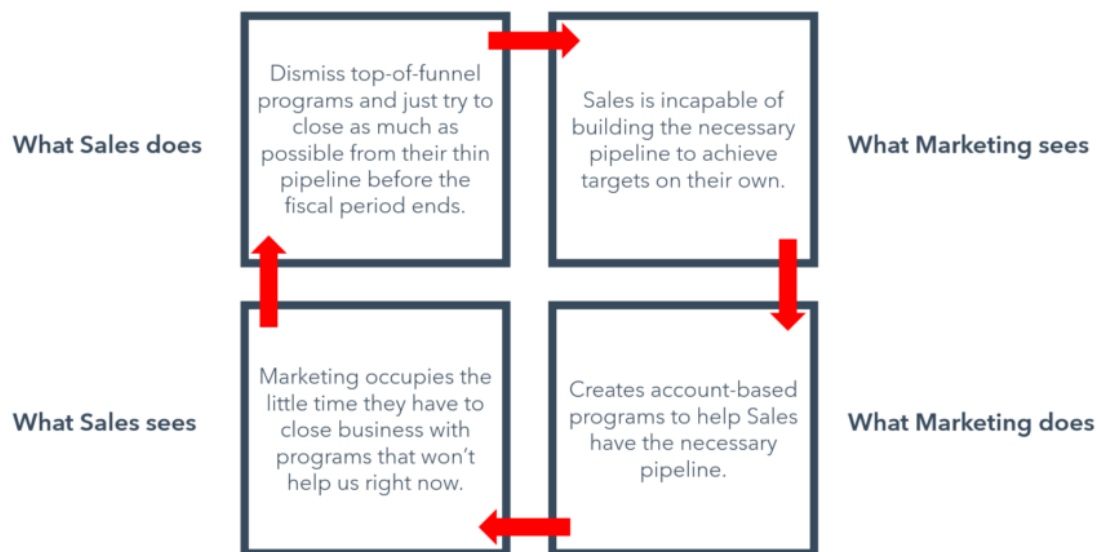 What Sales does
Dismiss top-of-funnel
programs and just try to
close as much as
possible from their thin
pipeline before the
fiscal period ends.
Sales is incapable of
building the necessary
pipeline to achieve
targets on their own.
What Marketing sees
What Sales sees
Marketing occupies the
little time they have to
close business with
programs that won’t
help us right now.
Creates account-based
programs to help Sales
have the necessary
pipeline.
What Marketing does